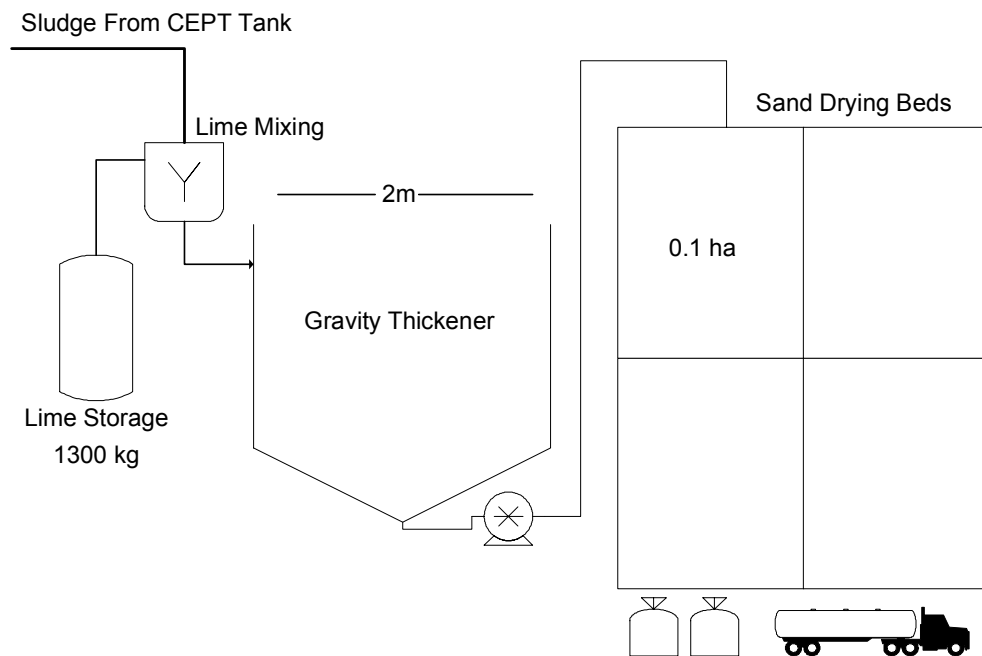 Sludge From CEPT Tank
Lime Mixing
Sand Drying Beds
2m
0.1 ha
Gravity Thickener
Lime Storage
1300 kg